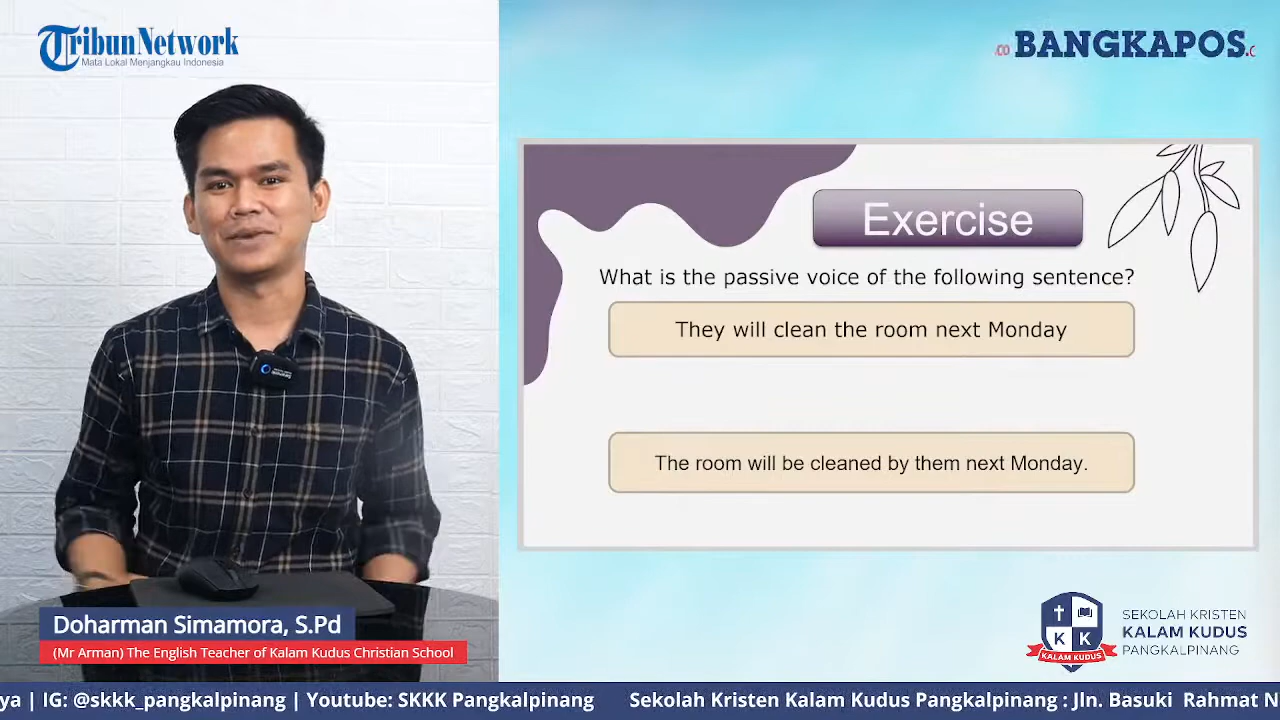 TribunNetwork
Mata Lokal Menjangkau Indonesia
.co BANGKAPOS.c
Exercise
What is the passive voice of the following sentence?
They will clean the room next Monday
The room will be cleaned by them next Monday.
Doharman Simamora, S.Pd
(Mr Arman) The English Teacher of Kalam Kudus Christian School
K K
KALAM KUDUS
SEKOLAH KRISTEN
KALAM KUDUS
PANGKALPINANG
ya | IG: @skkk_pangkalpinang | Youtube: SKKK Pangkalpinang Sekolah Kristen Kalam Kudus Pangkalpinang : Jln. Basuki Rahmat N